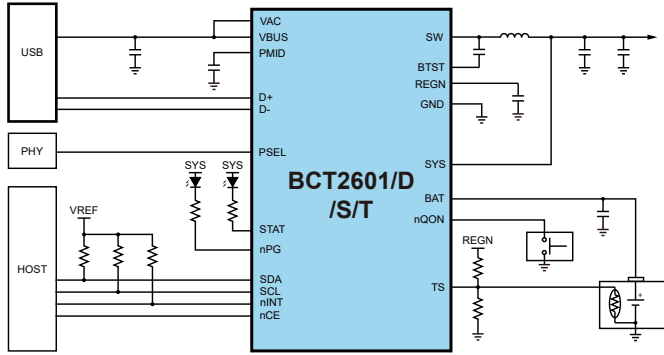 USB
PHY
HOST
VREF
SYS
SYS
VAC
VBUS
PMID
D+
D-
PSEL
STAT
nPG
SDA
SCL
nINT
nCE
BCT2601/D
/S/T
SW
BTST
REGN
GND
SYS
BAT
nQON
TS
REGN
+